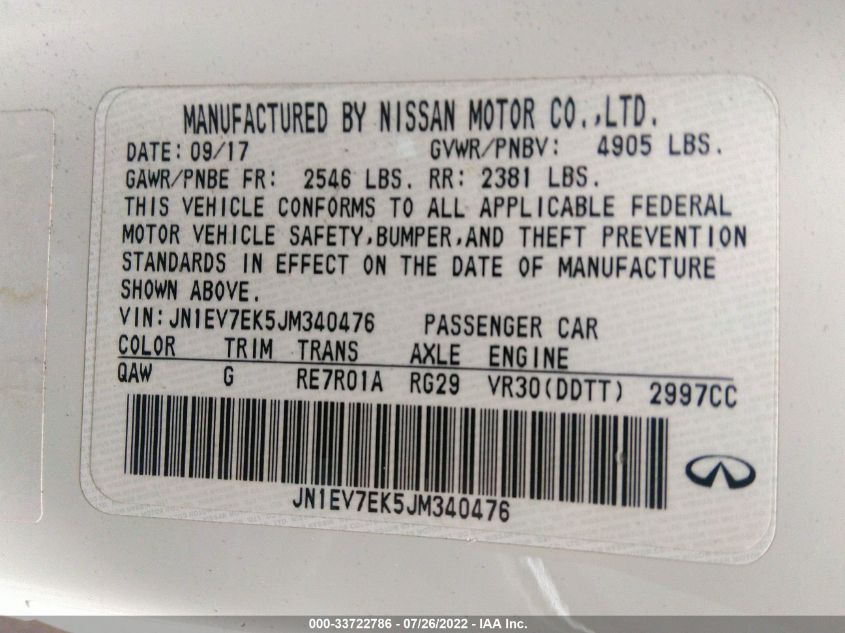 MANUFACTURED BY NISSAN MOTOR CO.,LTD.
DATE: 09/17 GVWR/PNBV: 4905 LBS.
GAWR/PNBE FR: 2546 LBS. RR: 2381 LBS.
THIS VEHICLE CONFORMS TO ALL APPLICABLE FEDERAL
MOTOR VEHICLE SAFETY,BUMPER,AND THEFT PREVENTION
STANDARDS IN EFFECT ON THE DATE OF MANUFACTURE
SHOWN ABOVE.
VIN:JN1EV7EK5JM340476 PASSENGER CAR
COLOR TRIM TRANS AXLE ENGINE
QAW G RE7R01A RG29 VR30(DDTT) 2997CC
JN1EV7EK5JM340476
000-33722786 - 07/26/2022 - IAA Inc.